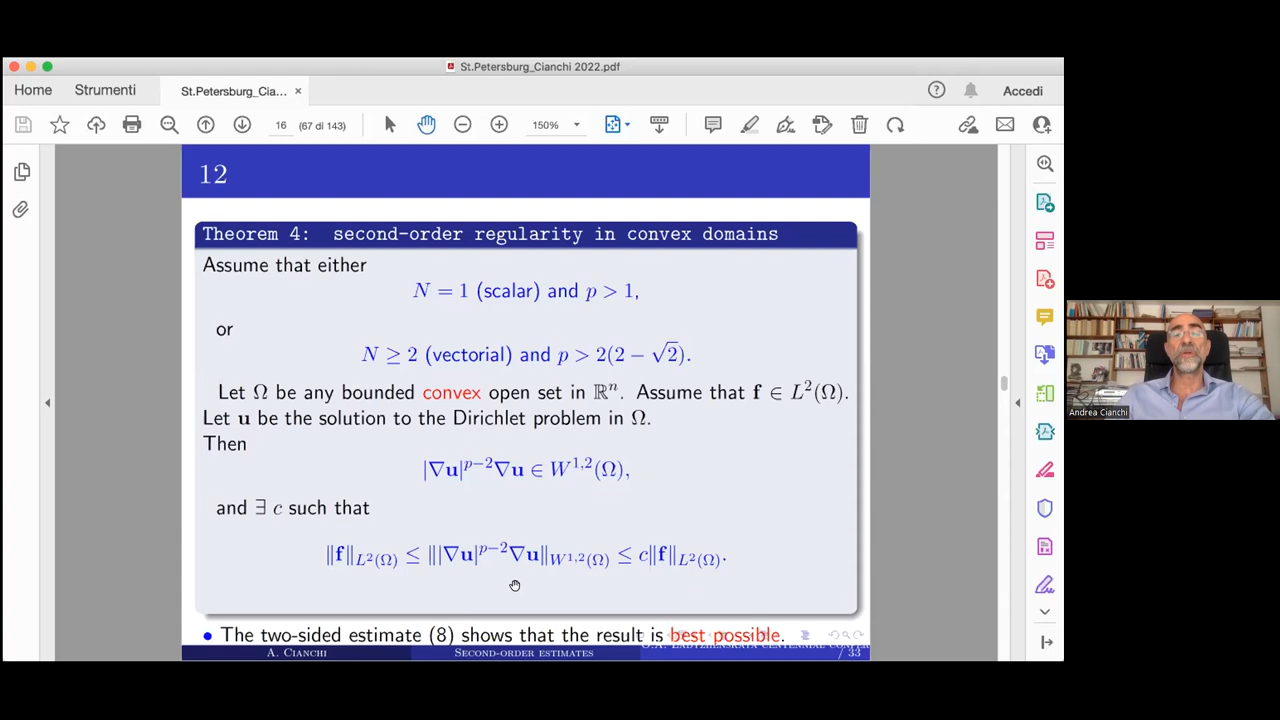 St.Petersburg_Cianchi 2022.pdf
Home Strumenti St.Petersburg_Cia... × Accedi
16 (67 di 143) 150%
12
Theorem 4: second-order regularity in convex domains
Assume that either
N = 1 (scalar) and p > 1,
or
N ≥ 2 (vectorial) and p > 2(2 − √2).
Let Ω be any bounded convex open set in ℝⁿ. Assume that f ∈ L²(Ω).
Let u be the solution to the Dirichlet problem in Ω.
Then
|∇u|ᵖ⁻²∇u ∈ W¹,²(Ω),
and ∃ c such that
‖f‖_{L²(Ω)} ≤ ‖|∇u|ᵖ⁻²∇u‖_{W¹,²(Ω)} ≤ c‖f‖_{L²(Ω)}.
• The two-sided estimate (8) shows that the result is best possible.
A. Cianchi Second-order estimates / 33
Andrea Cianchi